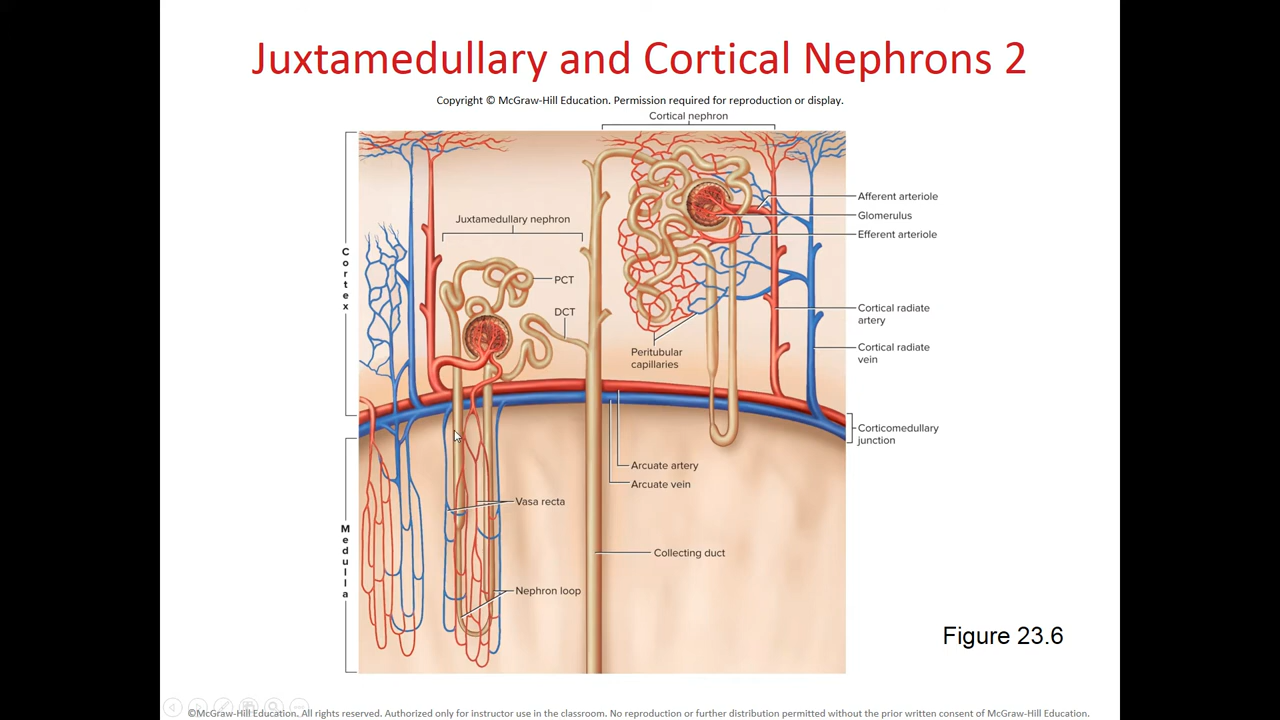 Juxtamedullary and Cortical Nephrons 2
Copyright © McGraw-Hill Education. Permission required for reproduction or display.
Cortical nephron
Afferent arteriole
Glomerulus
Efferent arteriole
Juxtamedullary nephron
PCT
DCT
Cortex
Cortical radiate
artery
Cortical radiate
vein
Peritubular
capillaries
Corticomedullary
junction
Arcuate artery
Arcuate vein
Vasa recta
Medulla
Collecting duct
Nephron loop
Figure 23.6
©McGraw-Hill Education. All rights reserved. Authorized only for instructor use in the classroom. No reproduction or further distribution permitted without the prior written consent of McGraw-Hill Education.